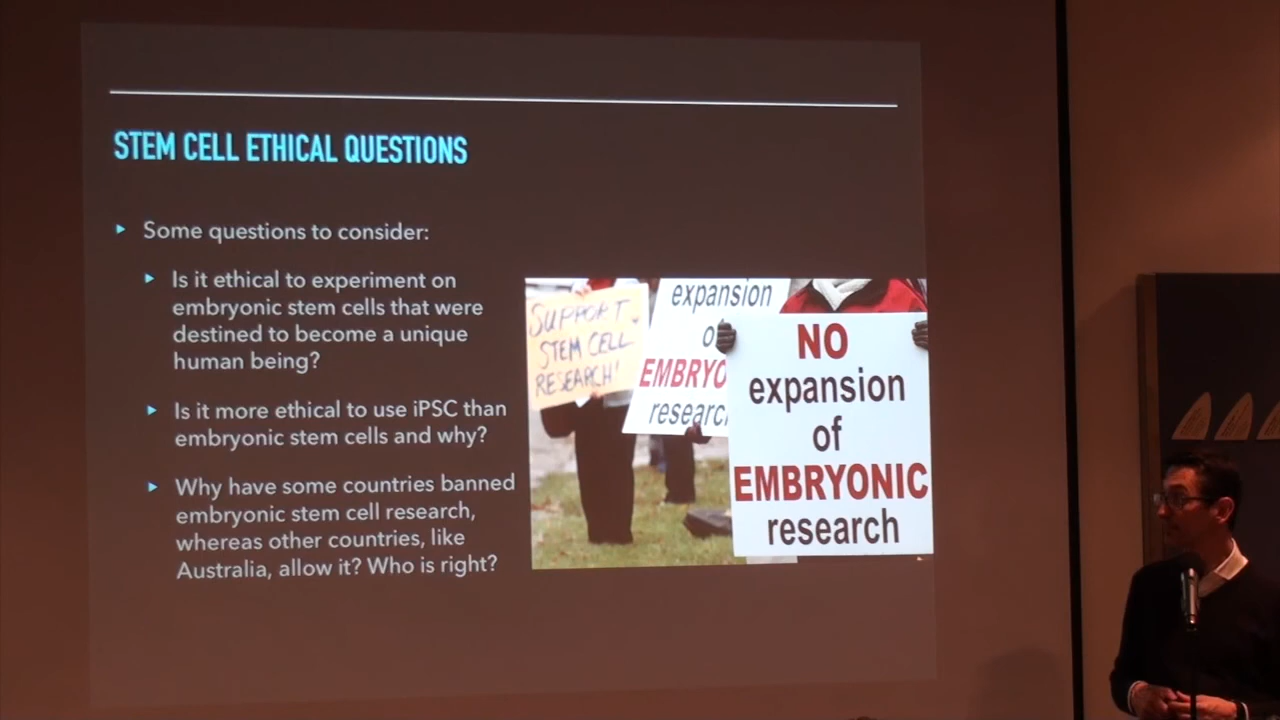 STEM CELL ETHICAL QUESTIONS
Some questions to consider:
Is it ethical to experiment on
embryonic stem cells that were
destined to become a unique
human being?
Is it more ethical to use iPSC than
embryonic stem cells and why?
Why have some countries banned
embryonic stem cell research,
whereas other countries, like
Australia, allow it? Who is right?
SUPPORT
STEM CELL
RESEARCH!
expansion
of
EMBRYO
researc
NO
expansion
of
EMBRYONIC
research